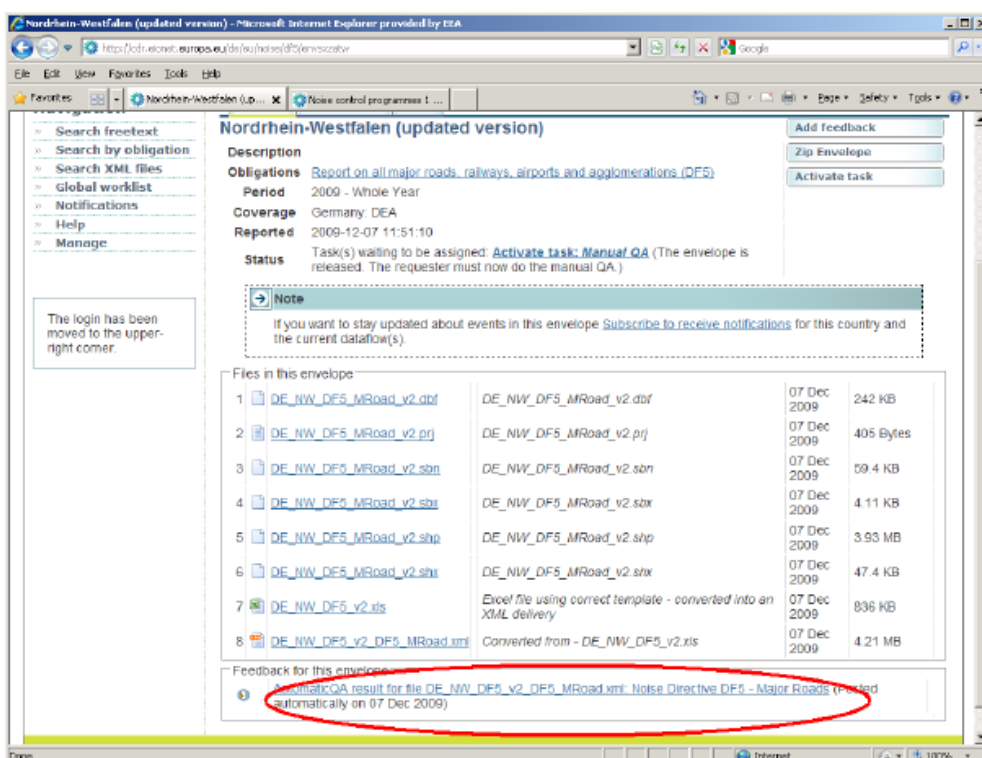 Nordrhein-Westfalen (updated version) - Microsoft Internet Explorer provided by EEA
http://cdr.eionet.europa.eu/de/eu/noise/df5/
Google
File Edit View Favorites Tools Help
Favorites
Nordrhein-Westfalen (up...
Noise control programmes t ...
Page Safety Tools
Search freetext
Search by obligation
Search XML files
Global worklist
Notifications
Help
Manage
The login has been
moved to the upper-
right corner.
Nordrhein-Westfalen (updated version)
Description
Obligations Report on all major roads, railways, airports and agglomerations (DF5)
Period 2009 - Whole Year
Coverage Germany: DEA
Reported 2009-12-07 11:51:10
Status Task(s) waiting to be assigned: Activate task: Manual QA (The envelope is
released. The requester must now do the manual QA.)
Add feedback
Zip Envelope
Activate task
Note
If you want to stay updated about events in this envelope Subscribe to receive notifications for this country and
the current dataflow(s).
Files in this envelope
1 DE_NW_DF5_MRoad_v2.dbf DE_NW_DF5_MRoad_v2.dbf 07 Dec 2009 242 KB
2 DE_NW_DF5_MRoad_v2.prj DE_NW_DF5_MRoad_v2.prj 07 Dec 2009 405 Bytes
3 DE_NW_DF5_MRoad_v2.sbn DE_NW_DF5_MRoad_v2.sbn 07 Dec 2009 59.4 KB
4 DE_NW_DF5_MRoad_v2.sbx DE_NW_DF5_MRoad_v2.sbx 07 Dec 2009 4.11 KB
5 DE_NW_DF5_MRoad_v2.shp DE_NW_DF5_MRoad_v2.shp 07 Dec 2009 3.93 MB
6 DE_NW_DF5_MRoad_v2.shx DE_NW_DF5_MRoad_v2.shx 07 Dec 2009 47.4 KB
7 DE_NW_DF5_v2.xls Excel file using correct template - converted into an XML delivery 07 Dec 2009 836 KB
8 DE_NW_DF5_v2_DF5_MRoad.xml Converted from - DE_NW_DF5_v2.xls 07 Dec 2009 4.21 MB
Feedback for this envelope
AutomaticQA result for file DE_NW_DF5_v2_DF5_MRoad.xml: Noise Directive DF5 - Major Roads (Posted
automatically on 07 Dec 2009)
Done
Internet
100%